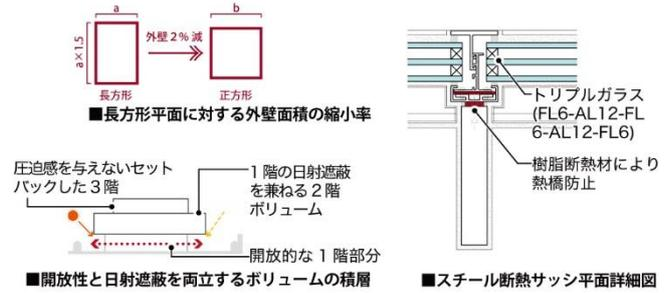 a
b
a×1.5
外壁2%減
長方形
正方形
■長方形平面に対する外壁面積の縮小率
圧迫感を与えないセット
バックした3階
1階の日射遮蔽
を兼ねる2階
ボリューム
開放的な1階部分
■開放性と日射遮蔽を両立するボリュームの積層
トリプルガラス
(FL6-AL12-FL
6-AL12-FL6)
樹脂断熱材により
熱橋防止
■スチール断熱サッシ平面詳細図